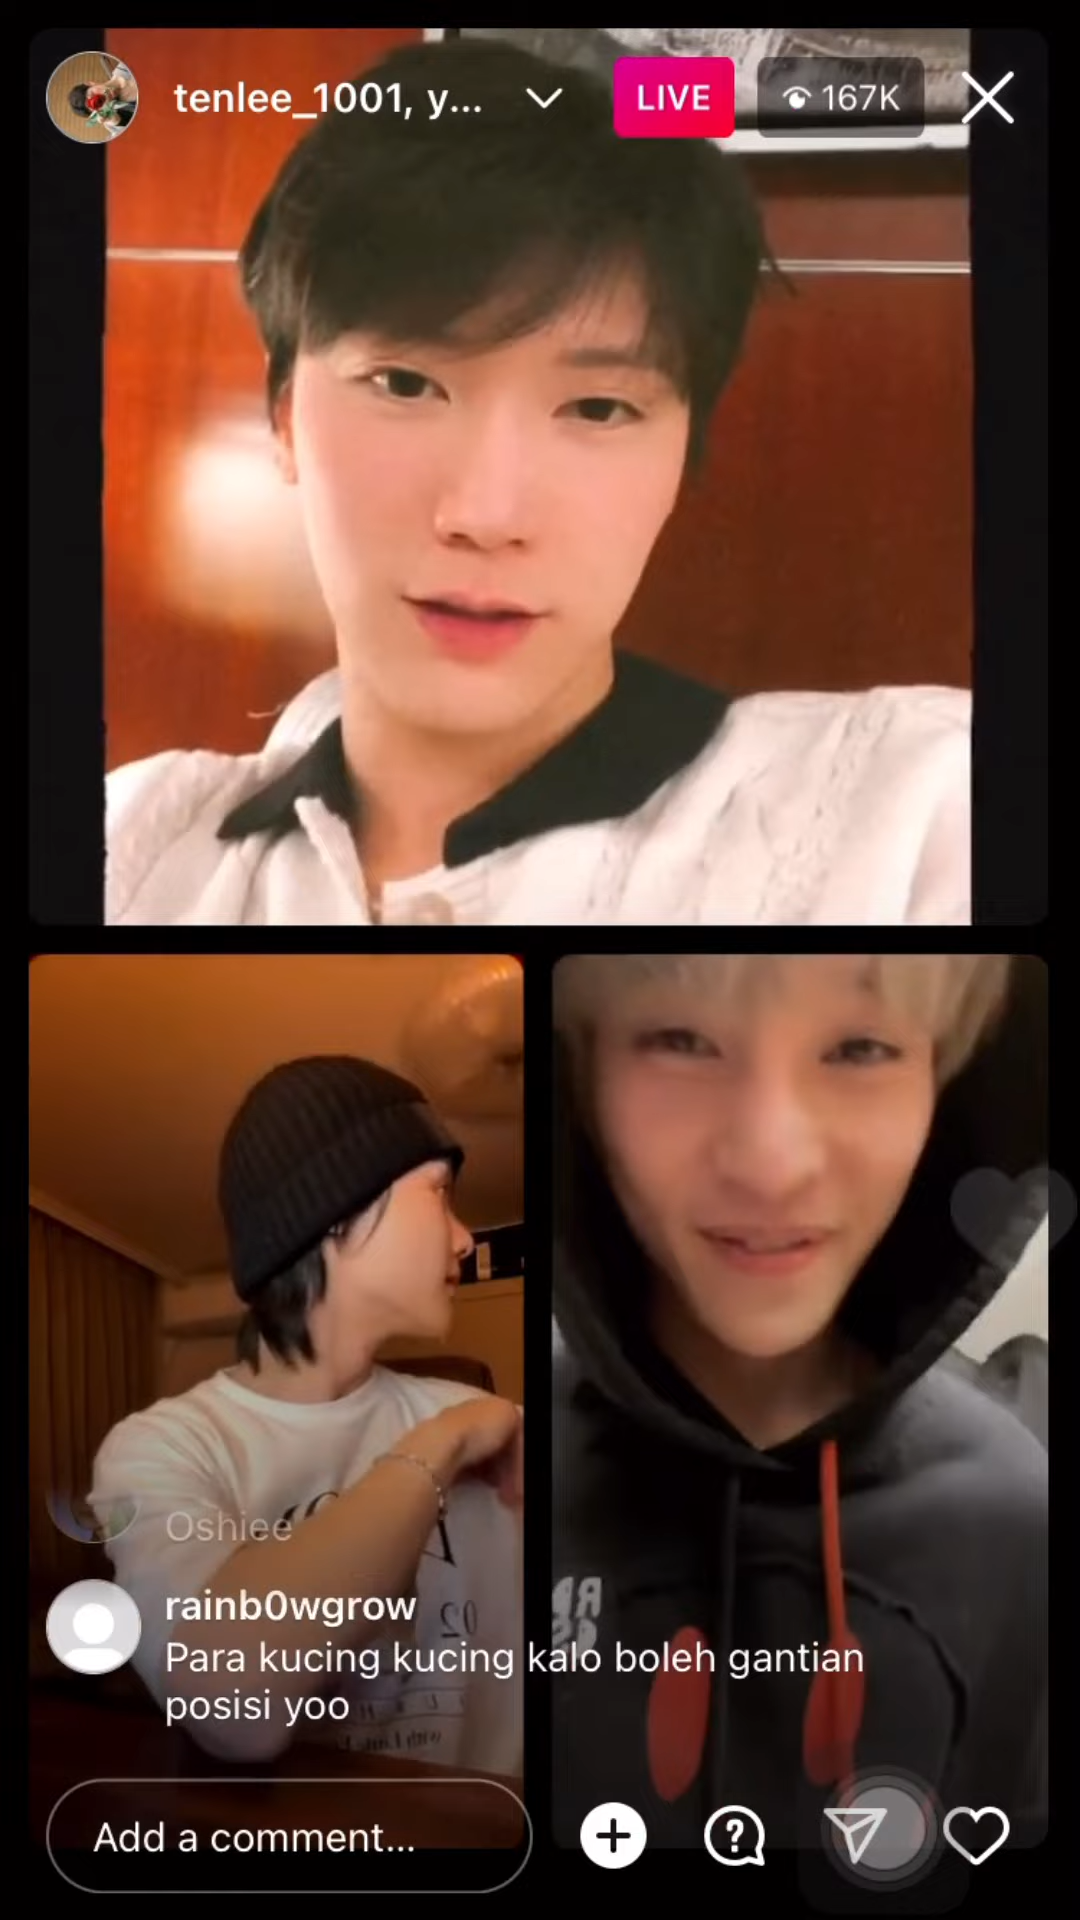 tenlee_1001, y...
LIVE
167K
Oshiee
rainb0wgrow
Para kucing kucing kalo boleh gantian
posisi yoo
Add a comment...